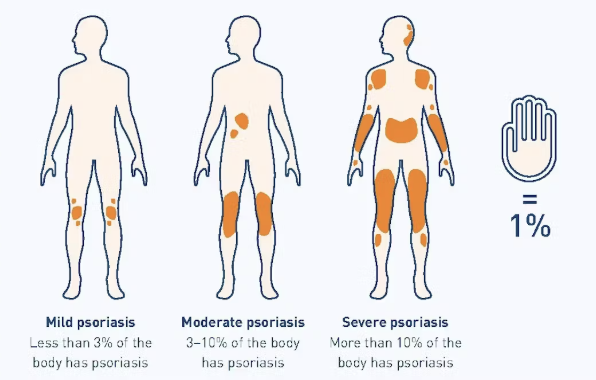 Mild psoriasis
Less than 3% of the
body has psoriasis
Moderate psoriasis
3–10% of the body
has psoriasis
Severe psoriasis
More than 10% of the
body has psoriasis
=
1%